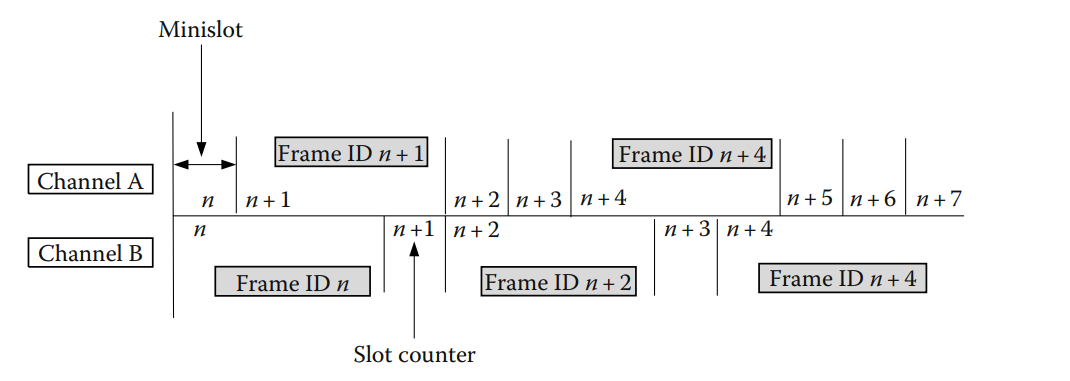 Minislot
Frame ID n + 1
Frame ID n + 4
Channel A
n
n + 1
n + 2
n + 3
n + 4
n + 5
n + 6
n + 7
Channel B
n
n+1
n + 2
n + 3
n + 4
Frame ID n
Frame ID n + 2
Frame ID n + 4
Slot counter